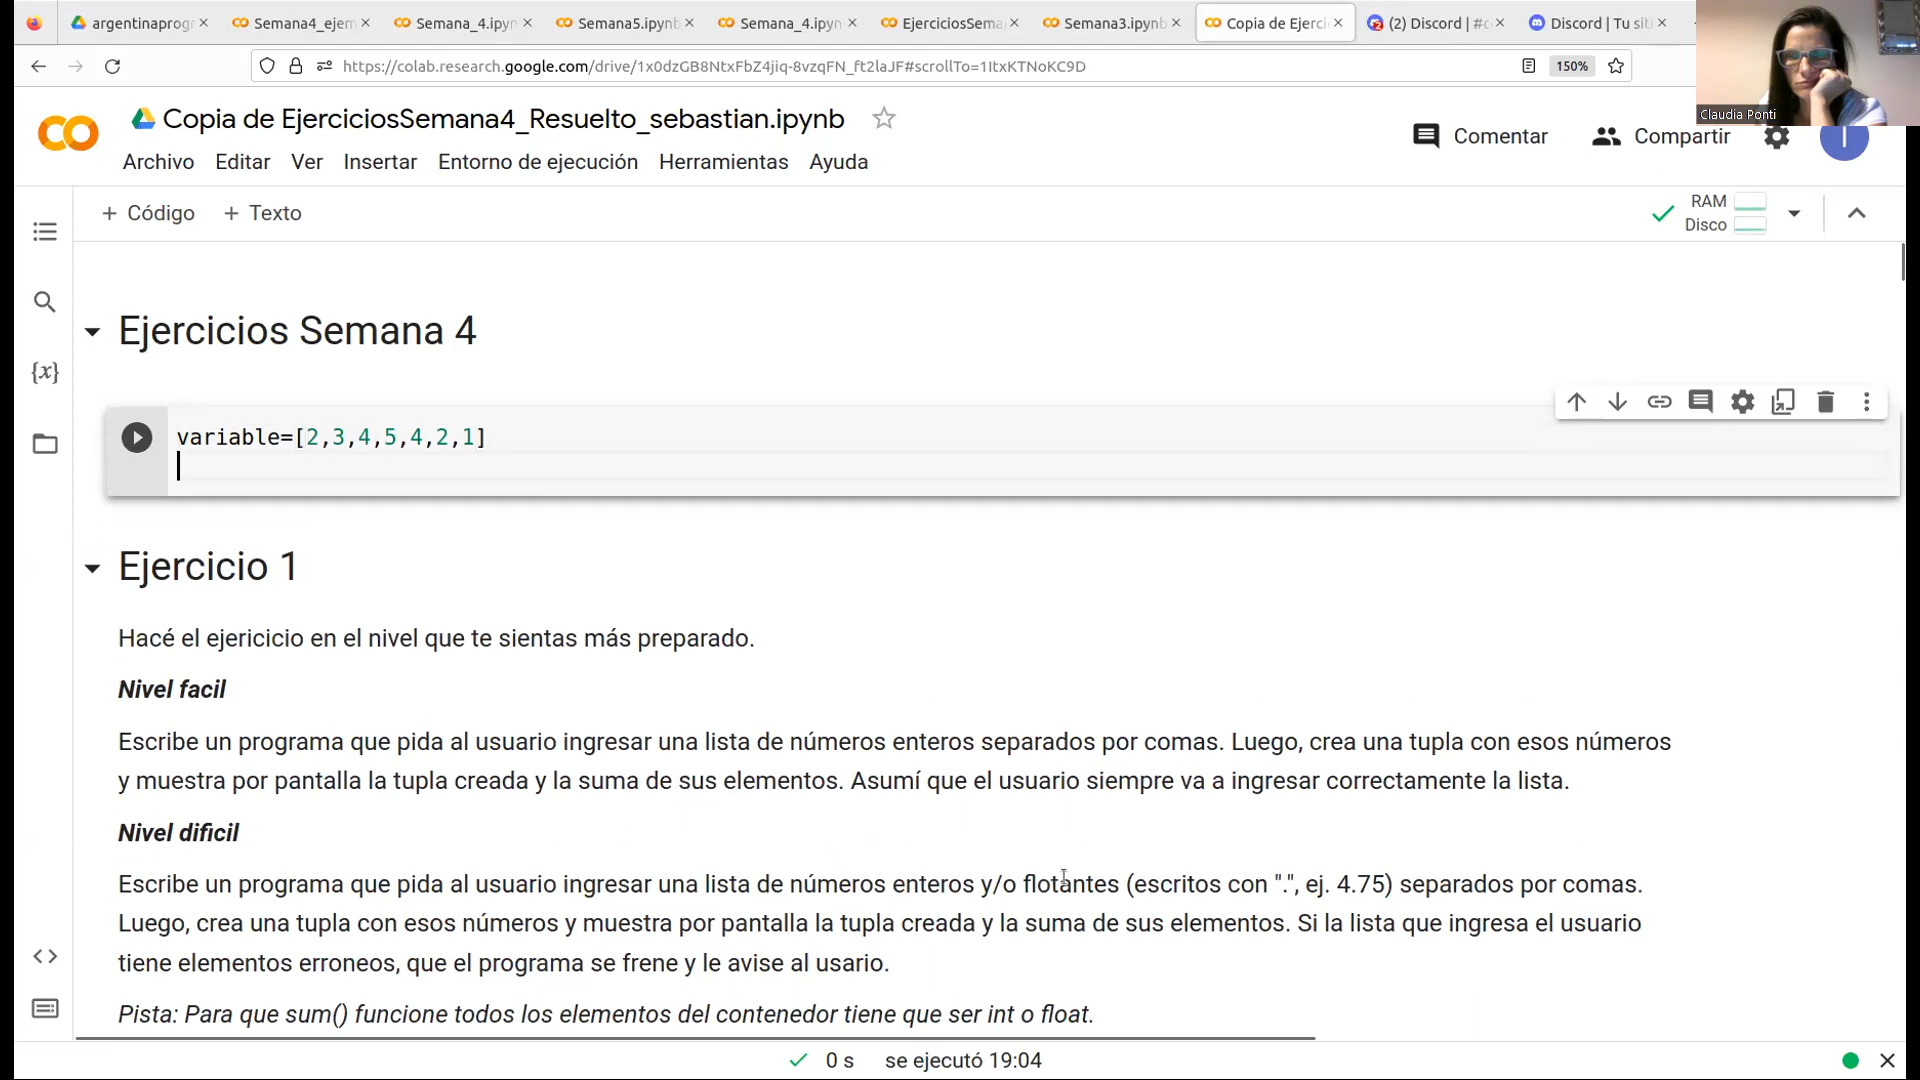 argentinaprogr
Semana4_ejem
Semana_4.ipyn
Semana5.ipynb
Semana_4.ipyn
EjerciciosSema
Semana3.ipynb
Copia de Ejerci
(2) Discord | #c
Discord | Tu siti
https://colab.research.google.com/drive/1x0dzGB8NtxFbZ4jiq-8vzqFN_ft2laJF#scrollTo=1ItxKTNoKC9D
150%
Claudia Ponti
Copia de EjerciciosSemana4_Resuelto_sebastian.ipynb
Comentar
Compartir
I
Archivo Editar Ver Insertar Entorno de ejecución Herramientas Ayuda
+ Código + Texto
RAM
Disco
Ejercicios Semana 4
{x}
variable=[2,3,4,5,4,2,1]
Ejercicio 1
Hacé el ejericicio en el nivel que te sientas más preparado.
Nivel facil
Escribe un programa que pida al usuario ingresar una lista de números enteros separados por comas. Luego, crea una tupla con esos números
y muestra por pantalla la tupla creada y la suma de sus elementos. Asumí que el usuario siempre va a ingresar correctamente la lista.
Nivel dificil
Escribe un programa que pida al usuario ingresar una lista de números enteros y/o flotantes (escritos con ".", ej. 4.75) separados por comas.
Luego, crea una tupla con esos números y muestra por pantalla la tupla creada y la suma de sus elementos. Si la lista que ingresa el usuario
tiene elementos erroneos, que el programa se frene y le avise al usario.
Pista: Para que sum() funcione todos los elementos del contenedor tiene que ser int o float.
0 s se ejecutó 19:04